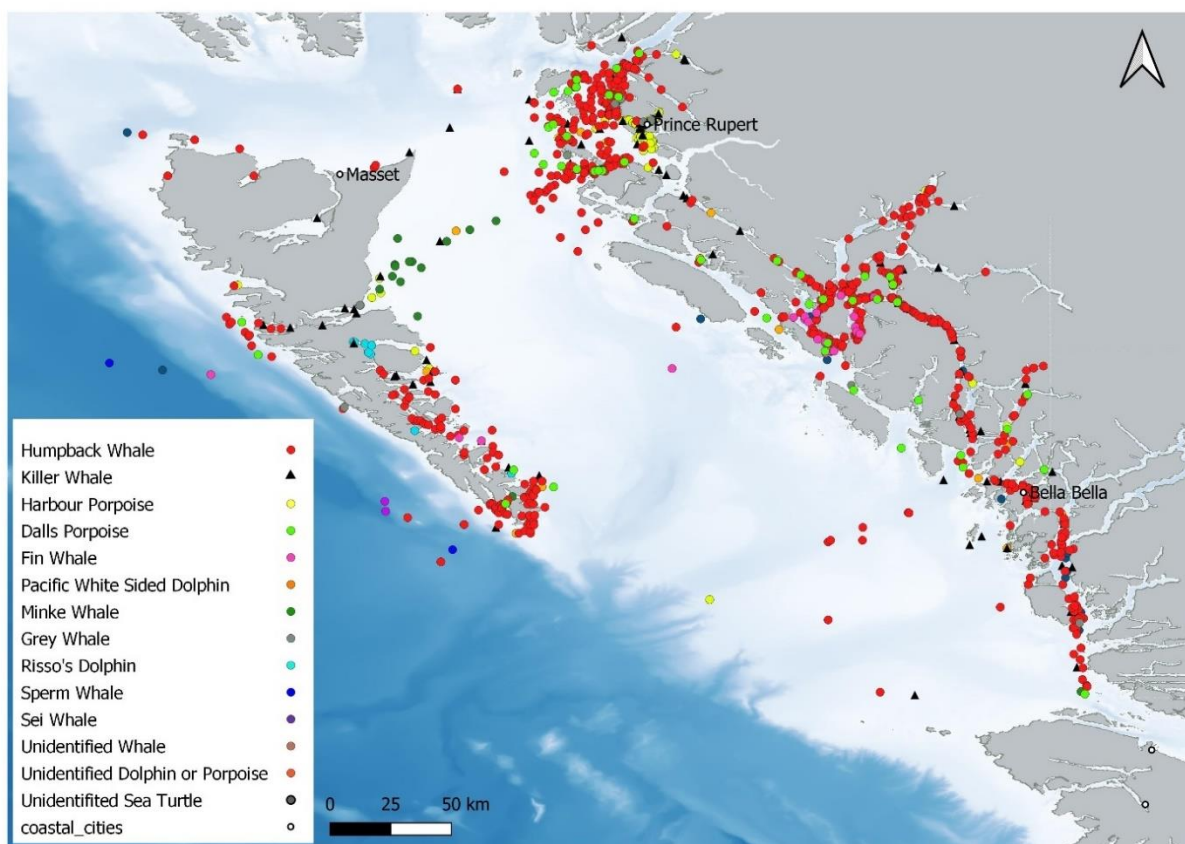 Prince Rupert
Masset
Humpback Whale
Killer Whale
Harbour Porpoise
Dalls Porpoise
Fin Whale
Bella Bella
Pacific White Sided Dolphin
Minke Whale
Grey Whale
Risso's Dolphin
Sperm Whale
Sei Whale
Unidentified Whale
Unidentified Dolphin or Porpoise
Unidentifited Sea Turtle
coastal_cities
0 25 50 km